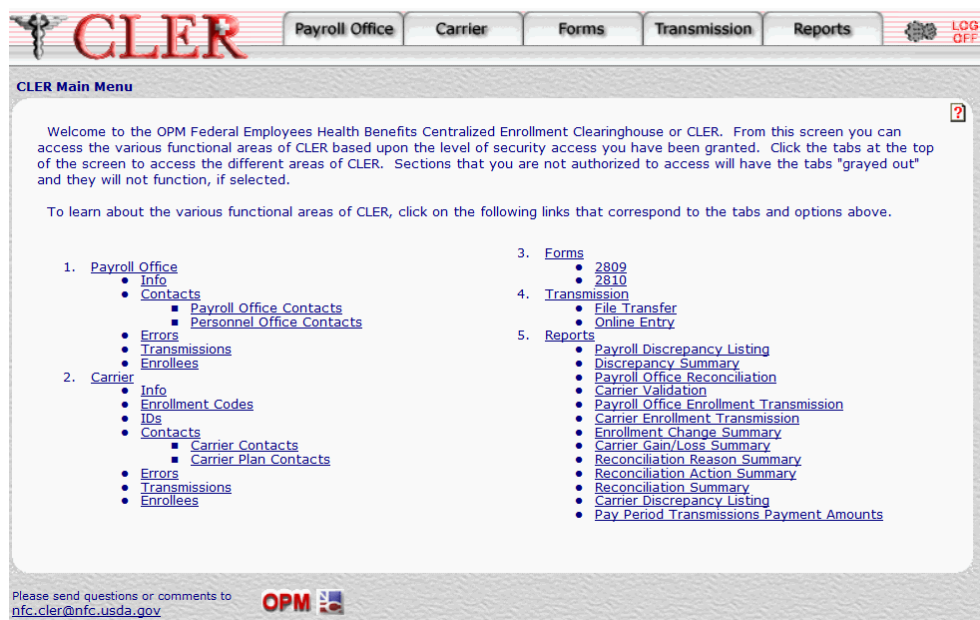 CLER
Payroll Office
Carrier
Forms
Transmission
Reports
LOG
OFF
CLER Main Menu
?
Welcome to the OPM Federal Employees Health Benefits Centralized Enrollment Clearinghouse or CLER. From this screen you can
access the various functional areas of CLER based upon the level of security access you have been granted. Click the tabs at the top
of the screen to access the different areas of CLER. Sections that you are not authorized to access will have the tabs "grayed out"
and they will not function, if selected.
To learn about the various functional areas of CLER, click on the following links that correspond to the tabs and options above.
1. Payroll Office
Info
Contacts
Payroll Office Contacts
Personnel Office Contacts
Errors
Transmissions
Enrollees
2. Carrier
Info
Enrollment Codes
IDs
Contacts
Carrier Contacts
Carrier Plan Contacts
Errors
Transmissions
Enrollees
3. Forms
2809
2810
4. Transmission
File Transfer
Online Entry
5. Reports
Payroll Discrepancy Listing
Discrepancy Summary
Payroll Office Reconciliation
Carrier Validation
Payroll Office Enrollment Transmission
Carrier Enrollment Transmission
Enrollment Change Summary
Carrier Gain/Loss Summary
Reconciliation Reason Summary
Reconciliation Action Summary
Reconciliation Summary
Carrier Discrepancy Listing
Pay Period Transmissions Payment Amounts
Please send questions or comments to
nfc.cler@nfc.usda.gov
OPM